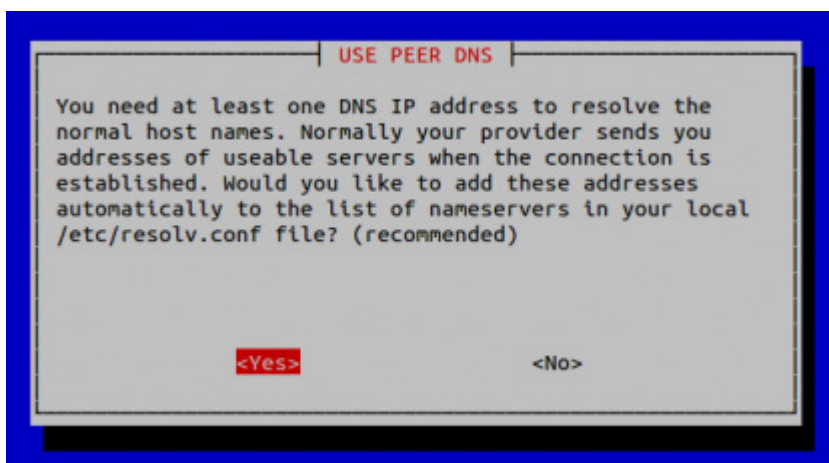 USE PEER DNS
You need at least one DNS IP address to resolve the
normal host names. Normally your provider sends you
addresses of useable servers when the connection is
established. Would you like to add these addresses
automatically to the list of nameservers in your local
/etc/resolv.conf file? (recommended)
<Yes> <No>